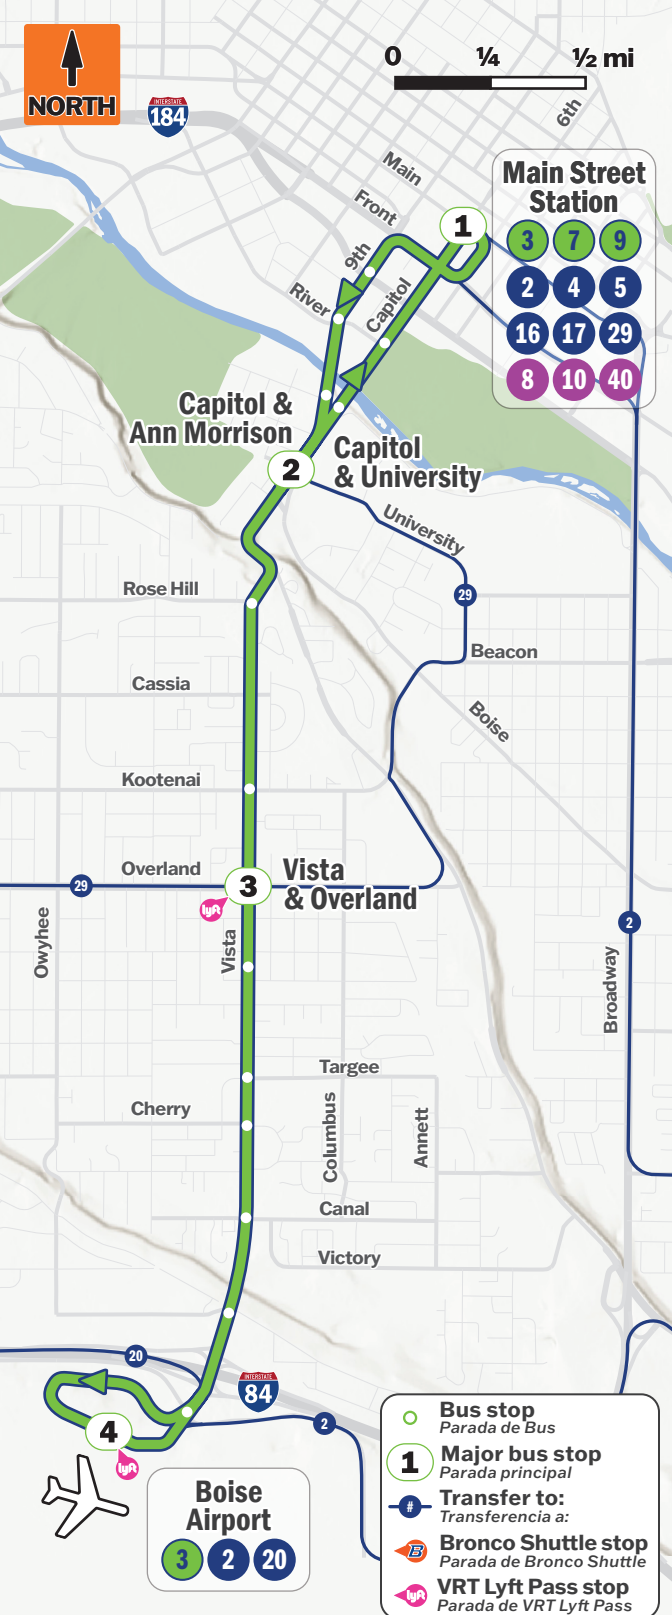 NORTH
INTERSTATE
184
0 ¼ ½ mi
6th
Main
Front
9th
River
Capitol
1
Main Street
Station
3 7 9
2 4 5
16 17 29
8 10 40
Capitol &
Ann Morrison
2
Capitol
& University
University
29
Rose Hill
Beacon
Cassia
Boise
Kootenai
Overland
29
3
Vista
& Overland
lyft
Owyhee
Vista
2
Broadway
Targee
Cherry
Columbus
Annett
Canal
Victory
20
INTERSTATE
84
2
4
lyft
Boise
Airport
3 2 20
Bus stop
Parada de Bus
1 Major bus stop
Parada principal
# Transfer to:
Transferencia a:
B Bronco Shuttle stop
Parada de Bronco Shuttle
lyft VRT Lyft Pass stop
Parada de VRT Lyft Pass